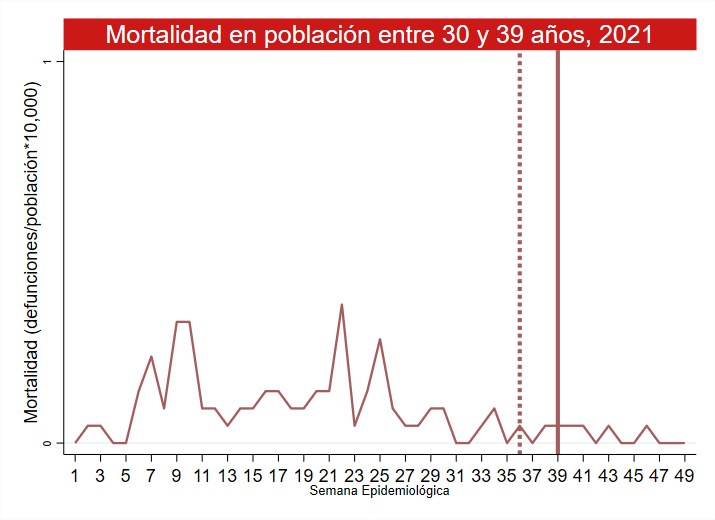 Mortalidad en población entre 30 y 39 años, 2021
Mortalidad (defunciones/población*10,000)
1
0
1 3 5 7 9 11 13 15 17 19 21 23 25 27 29 31 33 35 37 39 41 43 45 47 49
Semana Epidemiológica